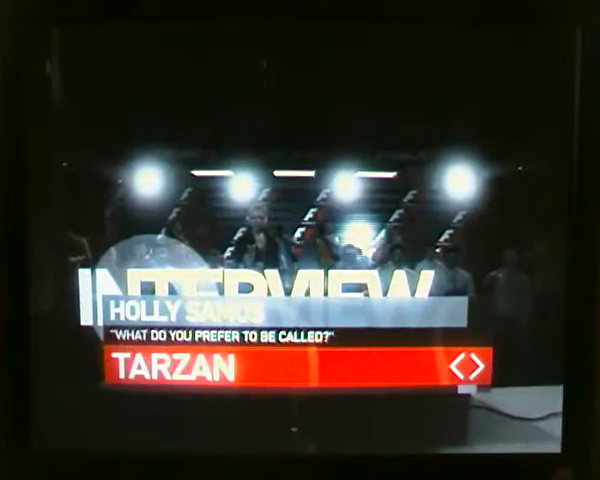 INTERVIEW
HOLLY SAMOS
"WHAT DO YOU PREFER TO BE CALLED?"
TARZAN